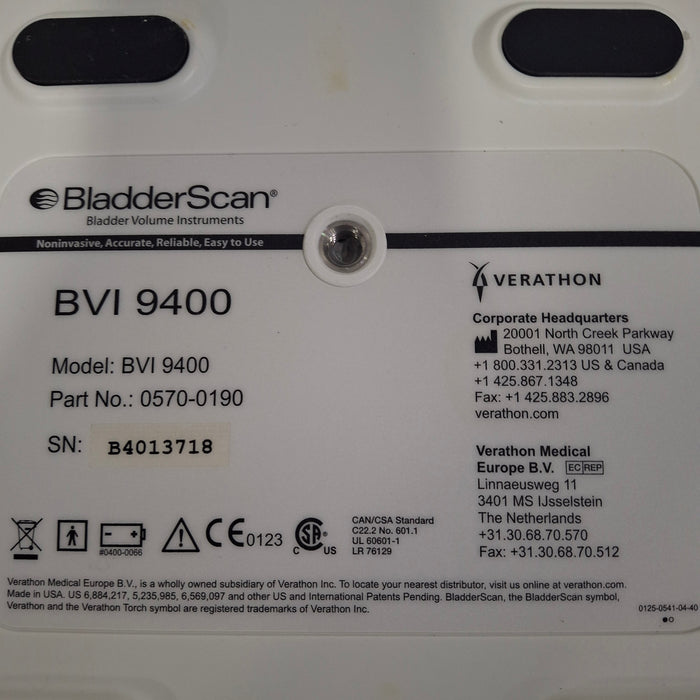 BladderScan®
Bladder Volume Instruments
Noninvasive, Accurate, Reliable, Easy to Use
BVI 9400
Model: BVI 9400
Part No.: 0570-0190
SN: B4013718
VERATHON
Corporate Headquarters
20001 North Creek Parkway
Bothell, WA 98011 USA
+1 800.331.2313 US & Canada
+1 425.867.1348
Fax: +1 425.883.2896
verathon.com
Verathon Medical
Europe B.V. EC REP
Linnaeusweg 11
3401 MS IJsselstein
The Netherlands
+31.30.68.70.570
Fax: +31.30.68.70.512
#0400-0066
CE0123
C SA® US
CAN/CSA Standard
C22.2 No. 601.1
UL 60601-1
LR 76129
Verathon Medical Europe B.V., is a wholly owned subsidiary of Verathon Inc. To locate your nearest distributor, visit us online at verathon.com.
Made in USA. US 6,884,217, 5,235,985, 6,569,097 and other US and International Patents Pending. BladderScan, the BladderScan symbol,
Verathon and the Verathon Torch symbol are registered trademarks of Verathon Inc.
0125-0541-04-40